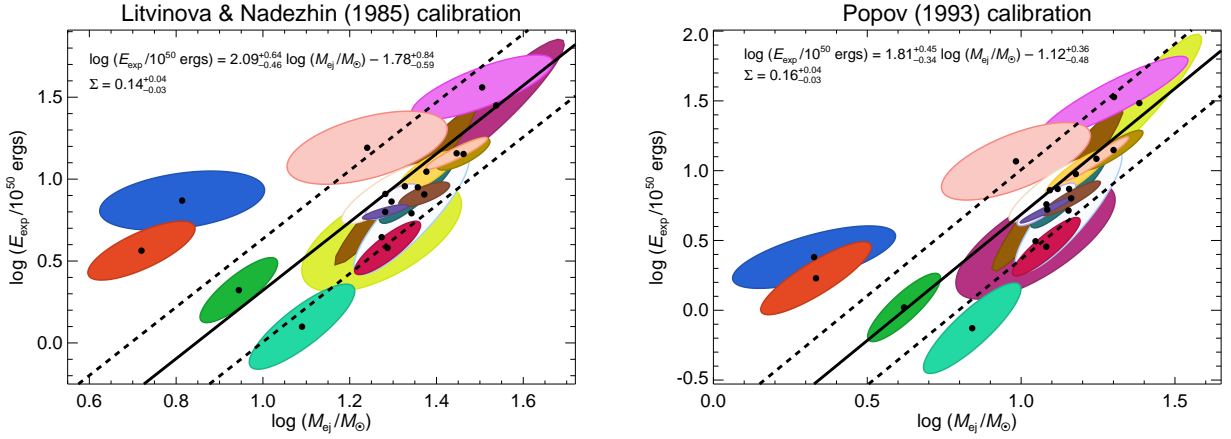 Litvinova & Nadezhin (1985) calibration
log (E_exp/10^50 ergs) = 2.09^{+0.64}_{-0.46} log (M_ej/M_⊙) − 1.78^{+0.84}_{-0.59}
Σ = 0.14^{+0.04}_{-0.03}
log (E_exp/10^50 ergs)
1.5
1.0
0.5
0.0
0.6 0.8 1.0 1.2 1.4 1.6
log (M_ej/M_⊙)
Popov (1993) calibration
log (E_exp/10^50 ergs) = 1.81^{+0.45}_{-0.34} log (M_ej/M_⊙) − 1.12^{+0.36}_{-0.48}
Σ = 0.16^{+0.04}_{-0.03}
log (E_exp/10^50 ergs)
2.0
1.5
1.0
0.5
0.0
-0.5
0.0 0.5 1.0 1.5
log (M_ej/M_⊙)